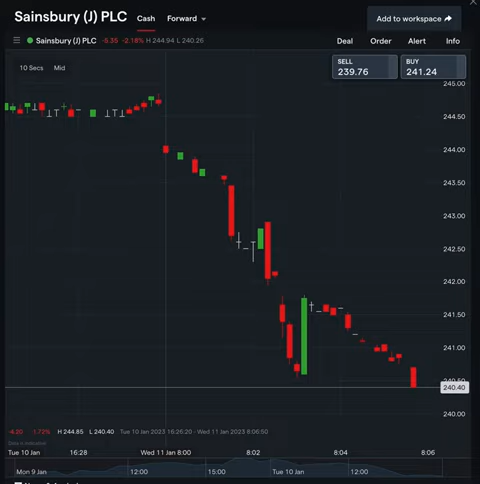 Sainsbury (J) PLC Cash Forward Add to workspace
Sainsbury (J) PLC -5.35 -2.18% H 244.94 L 240.26 Deal Order Alert Info
10 Secs Mid
SELL BUY
239.76 241.24
245.00
244.50
244.00
243.50
243.00
242.50
242.00
241.50
241.00
240.50
240.40
240.00
-4.20 -1.72% H 244.85 L 240.40 Tue 10 Jan 2023 16:26:20 - Wed 11 Jan 2023 8:06:50
Data is indicative
Tue 10 Jan 16:28 Wed 11 Jan 8:00 8:02 8:04 8:06
Mon 9 Jan 12:00 15:00 Tue 10 Jan 12:00